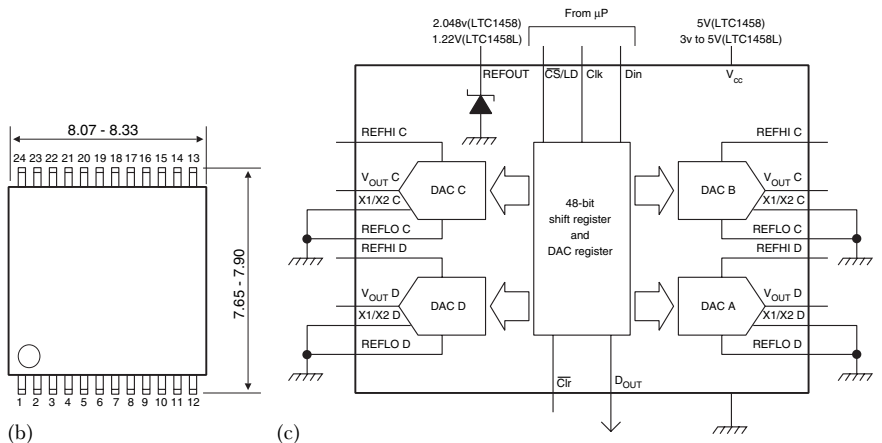 8.07 - 8.33
24 23 22 21 20 19 18 17 16 15 14 13
7.65 - 7.90
1 2 3 4 5 6 7 8 9 10 11 12
(b)
2.048v(LTC1458)
1.22V(LTC1458L)
From μP
5V(LTC1458)
3v to 5V(LTC1458L)
REFOUT
CS/LD
Clk
Din
Vcc
REFHI C
VOUT C
X1/X2 C
REFLO C
DAC C
REFHI D
VOUT D
X1/X2 D
REFLO D
DAC D
48-bit
shift register
and
DAC register
REFHI C
DAC B
VOUT C
X1/X2 C
REFLO C
REFHI D
DAC A
VOUT D
X1/X2 D
REFLO D
Clr
DOUT
(c)